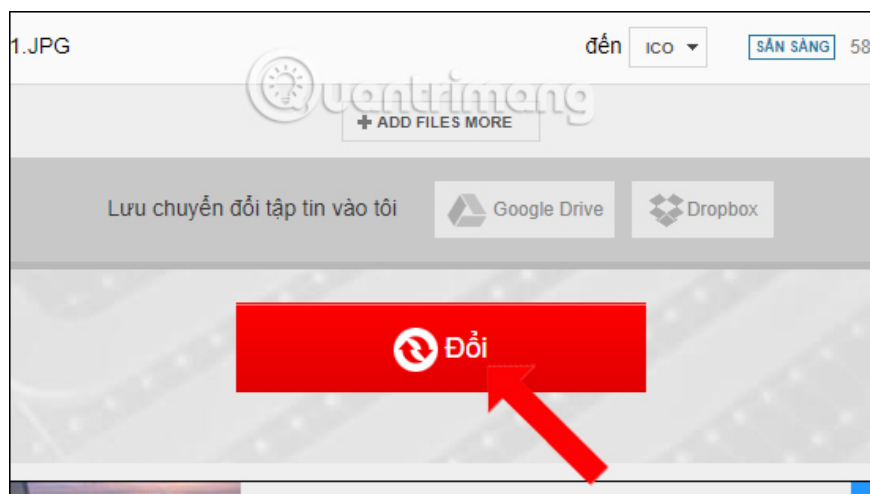 1.JPG đến ICO SẴN SÀNG 58
Quantrimang
ADD FILES MORE
Lưu chuyển đổi tập tin vào tôi Google Drive Dropbox
Đổi